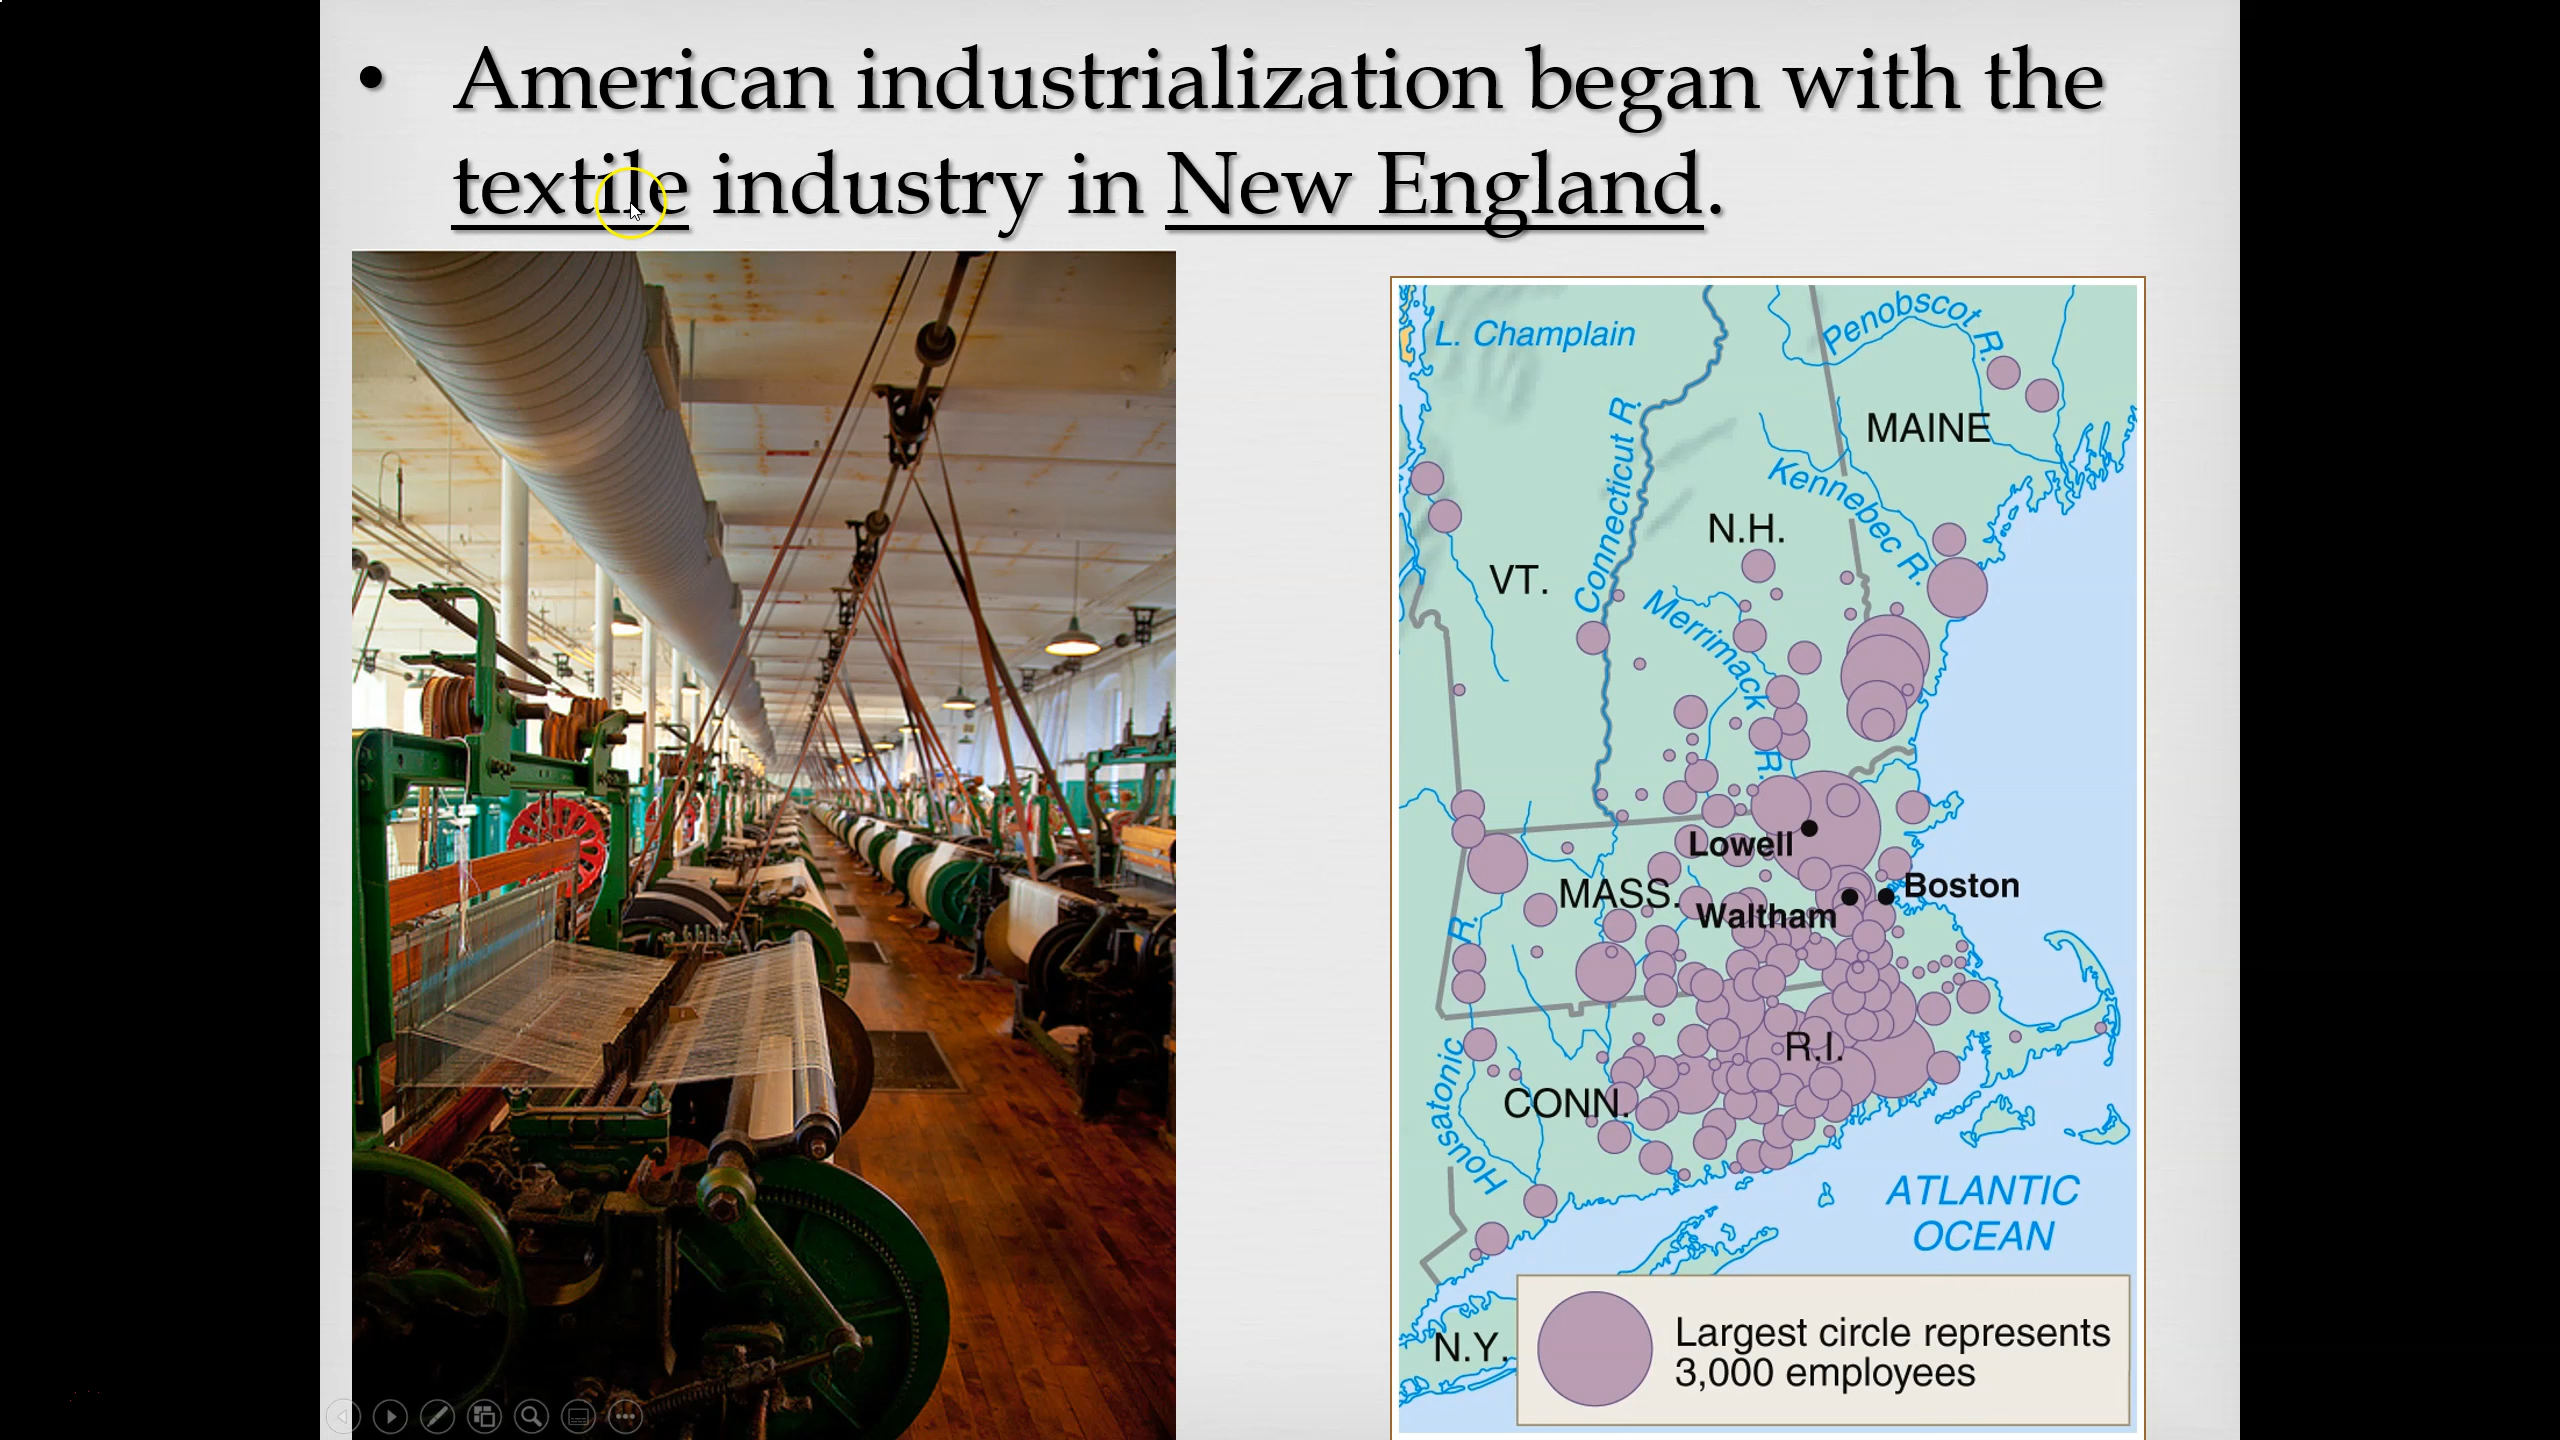 • American industrialization began with the
textile industry in New England.
L. Champlain
Penobscot R.
MAINE
Connecticut R.
Kennebec R.
N.H.
VT.
Merrimack R.
Lowell
Boston
MASS.
Waltham
R.I.
Housatonic R.
CONN.
ATLANTIC
OCEAN
N.Y.
Largest circle represents
3,000 employees